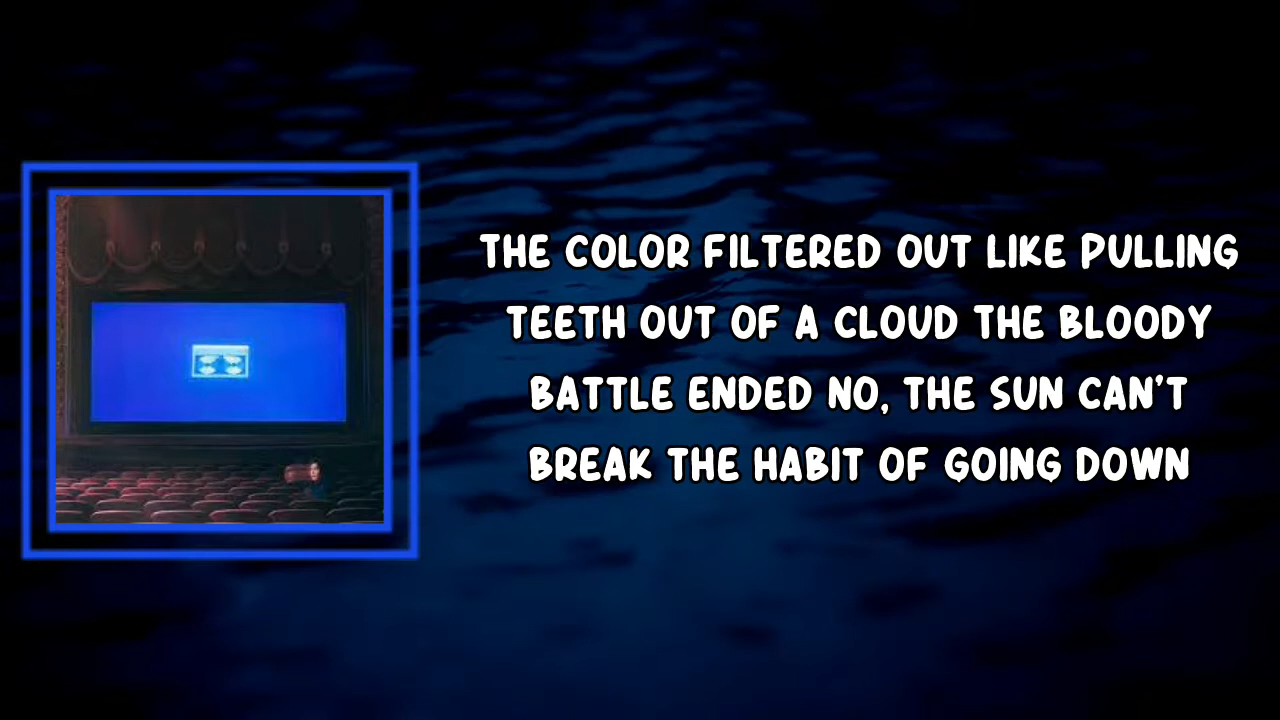 THE COLOR FILTERED OUT LIKE PULLING
TEETH OUT OF A CLOUD THE BLOODY
BATTLE ENDED NO, THE SUN CAN'T
BREAK THE HABIT OF GOING DOWN